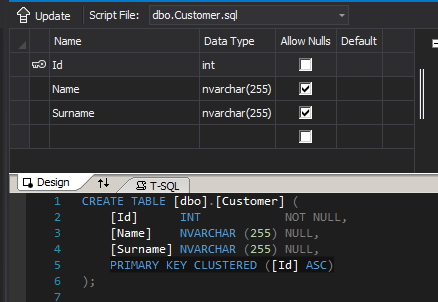 Update Script File: dbo.Customer.sql
Name Data Type Allow Nulls Default
Id int
Name nvarchar(255)
Surname nvarchar(255)
Design T-SQL
1 CREATE TABLE [dbo].[Customer] (
2 [Id] INT NOT NULL,
3 [Name] NVARCHAR (255) NULL,
4 [Surname] NVARCHAR (255) NULL,
5 PRIMARY KEY CLUSTERED ([Id] ASC)
6 );
7